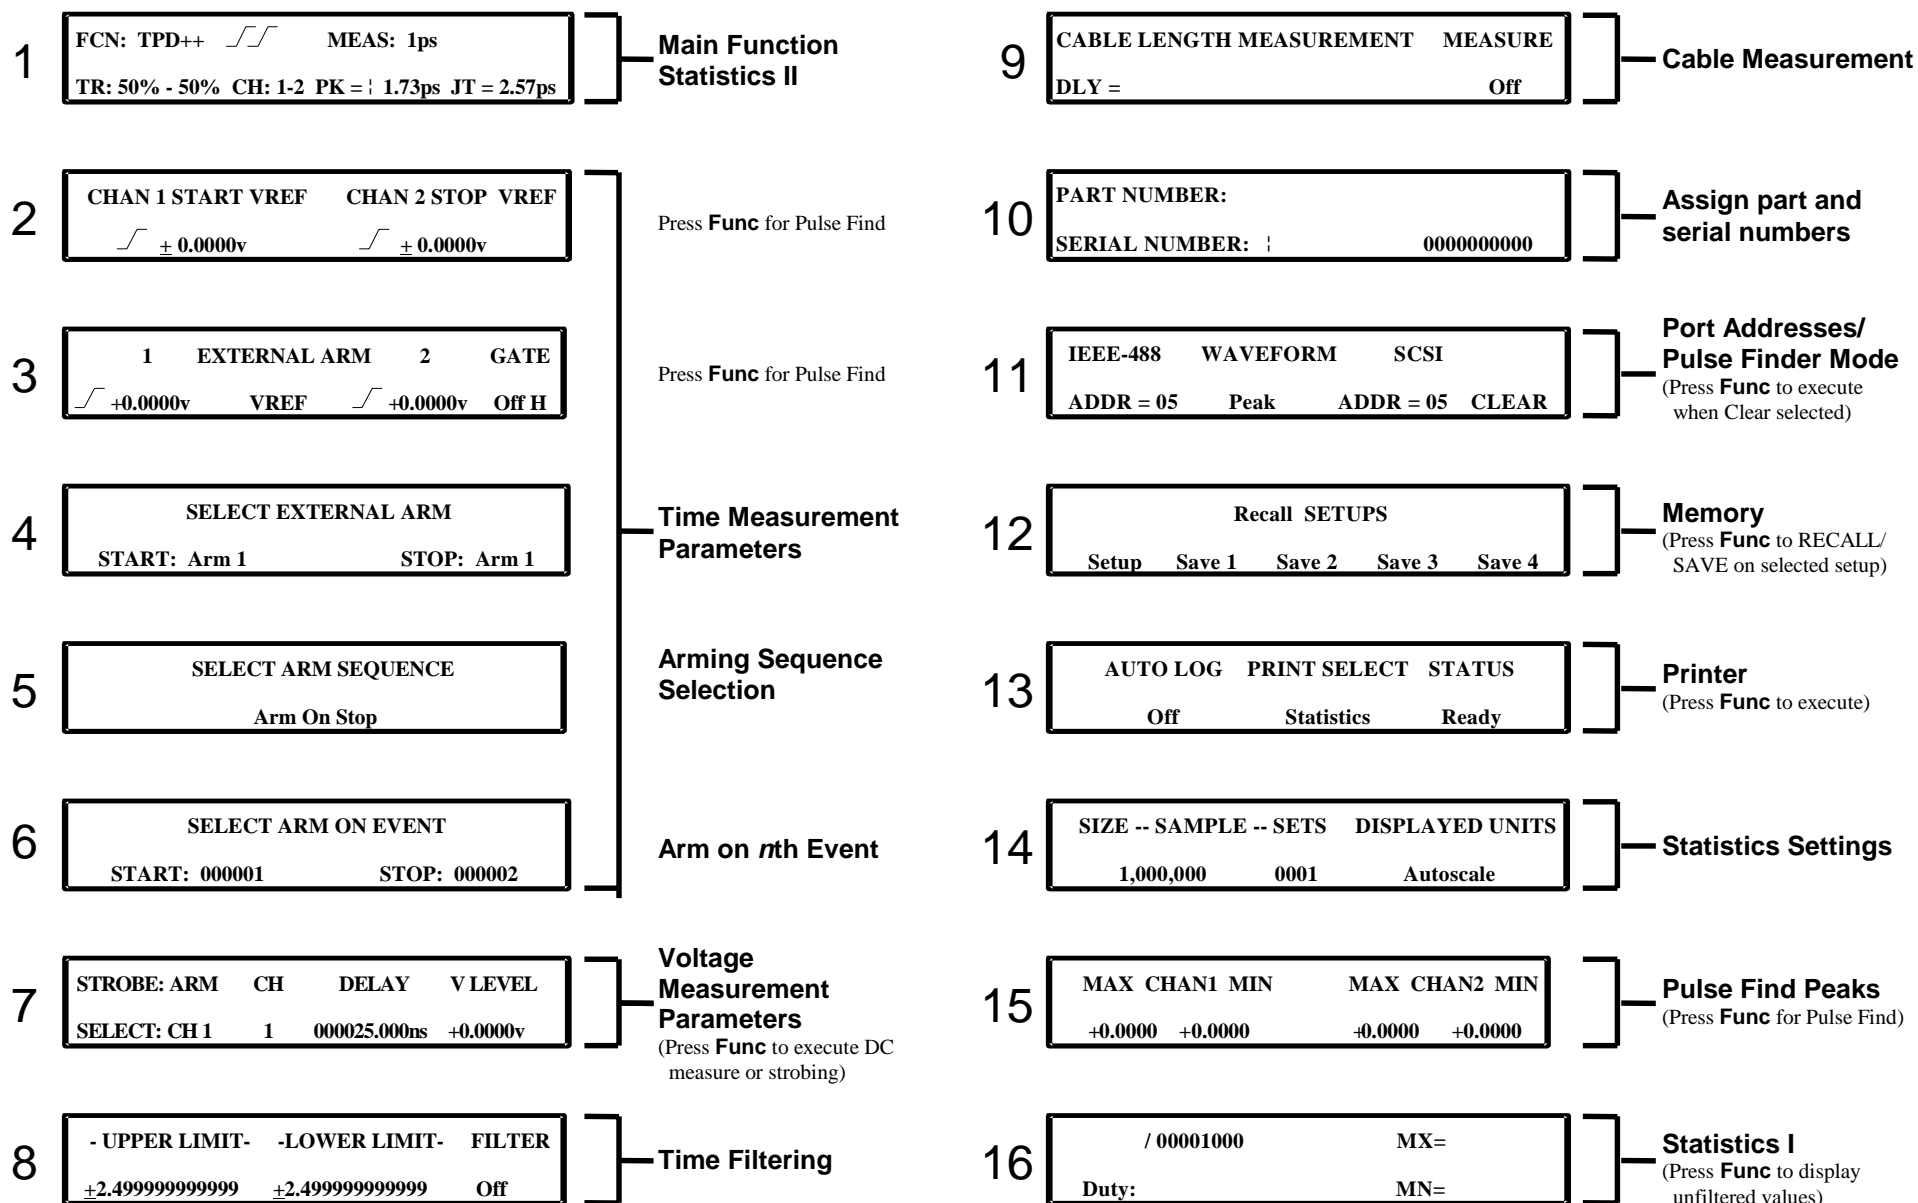 1
FCN: TPD++ MEAS: 1ps
TR: 50% - 50% CH: 1-2 PK = ¦ 1.73ps JT = 2.57ps
Main Function
Statistics II
2
CHAN 1 START VREF CHAN 2 STOP VREF
± 0.0000v ± 0.0000v
Press Func for Pulse Find
3
1 EXTERNAL ARM 2 GATE
+0.0000v VREF +0.0000v Off H
Press Func for Pulse Find
4
SELECT EXTERNAL ARM
START: Arm 1 STOP: Arm 1
Time Measurement
Parameters
5
SELECT ARM SEQUENCE
Arm On Stop
Arming Sequence
Selection
6
SELECT ARM ON EVENT
START: 000001 STOP: 000002
Arm on nth Event
7
STROBE: ARM CH DELAY V LEVEL
SELECT: CH 1 1 000025.000ns +0.0000v
Voltage
Measurement
Parameters
(Press Func to execute DC
measure or strobing)
8
- UPPER LIMIT- -LOWER LIMIT- FILTER
±2.499999999999 ±2.499999999999 Off
Time Filtering
9
CABLE LENGTH MEASUREMENT MEASURE
DLY = Off
Cable Measurement
10
PART NUMBER:
SERIAL NUMBER: ¦ 0000000000
Assign part and
serial numbers
11
IEEE-488 WAVEFORM SCSI
ADDR = 05 Peak ADDR = 05 CLEAR
Port Addresses/
Pulse Finder Mode
(Press Func to execute
when Clear selected)
12
Recall SETUPS
Setup Save 1 Save 2 Save 3 Save 4
Memory
(Press Func to RECALL/
SAVE on selected setup)
13
AUTO LOG PRINT SELECT STATUS
Off Statistics Ready
Printer
(Press Func to execute)
14
SIZE -- SAMPLE -- SETS DISPLAYED UNITS
1,000,000 0001 Autoscale
Statistics Settings
15
MAX CHAN1 MIN MAX CHAN2 MIN
+0.0000 +0.0000 +0.0000 +0.0000
Pulse Find Peaks
(Press Func for Pulse Find)
16
/ 00001000 MX=
Duty: MN=
Statistics I
(Press Func to display
unfiltered values)